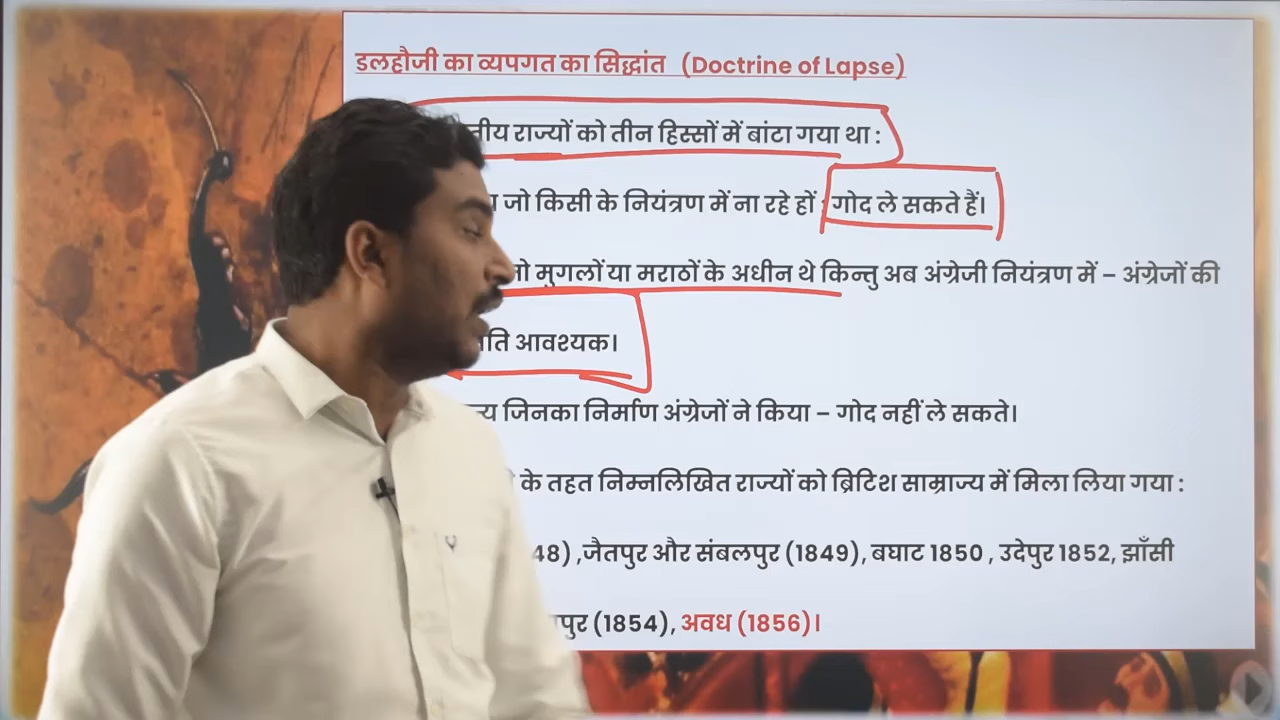 डलहौजी का व्यपगत का सिद्धांत (Doctrine of Lapse)
राज्यों को तीन हिस्सों में बांटा गया था :
जो किसी के नियंत्रण में ना रहे हों : गोद ले सकते हैं।
मुगलों या मराठों के अधीन थे किन्तु अब अंग्रेजी नियंत्रण में – अंग्रेजों की
आवश्यक।
जिनका निर्माण अंग्रेजों ने किया – गोद नहीं ले सकते।
के तहत निम्नलिखित राज्यों को ब्रिटिश साम्राज्य में मिला लिया गया :
48) ,जैतपुर और संबलपुर (1849), बघाट 1850 , उदेपुर 1852, झाँसी
पुर (1854), अवध (1856)।